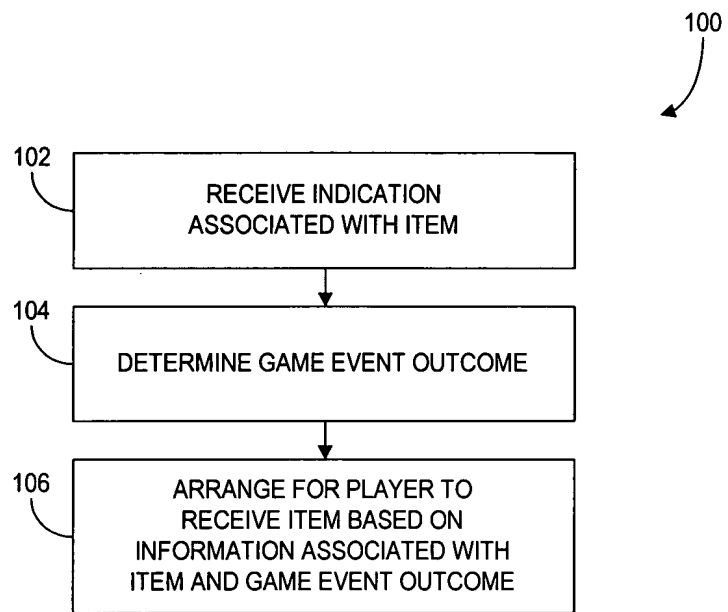 100
102
RECEIVE INDICATION
ASSOCIATED WITH ITEM
104
DETERMINE GAME EVENT OUTCOME
106
ARRANGE FOR PLAYER TO
RECEIVE ITEM BASED ON
INFORMATION ASSOCIATED WITH
ITEM AND GAME EVENT OUTCOME